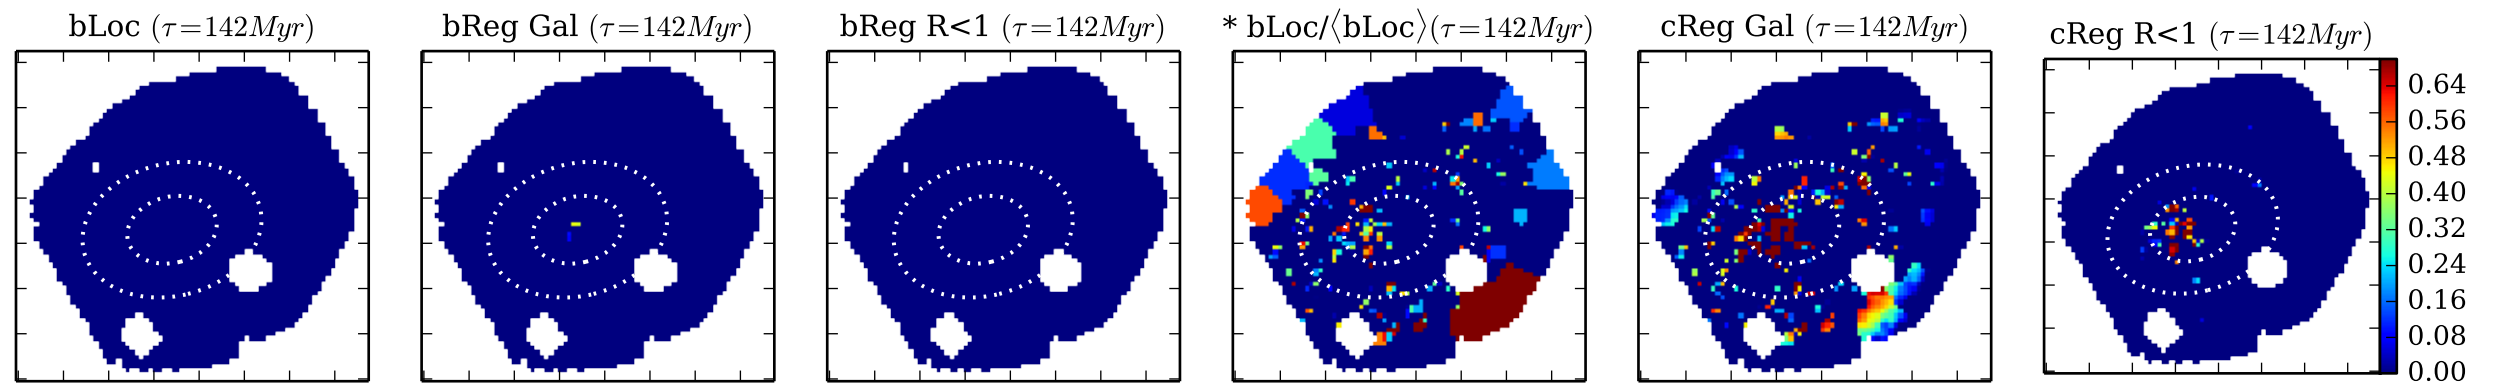 bLoc (τ=142Myr)
bReg Gal (τ=142Myr)
bReg R<1 (τ=142Myr)
* bLoc/⟨bLoc⟩(τ=142Myr)
cReg Gal (τ=142Myr)
cReg R<1 (τ=142Myr)
0.64
0.56
0.48
0.40
0.32
0.24
0.16
0.08
0.00